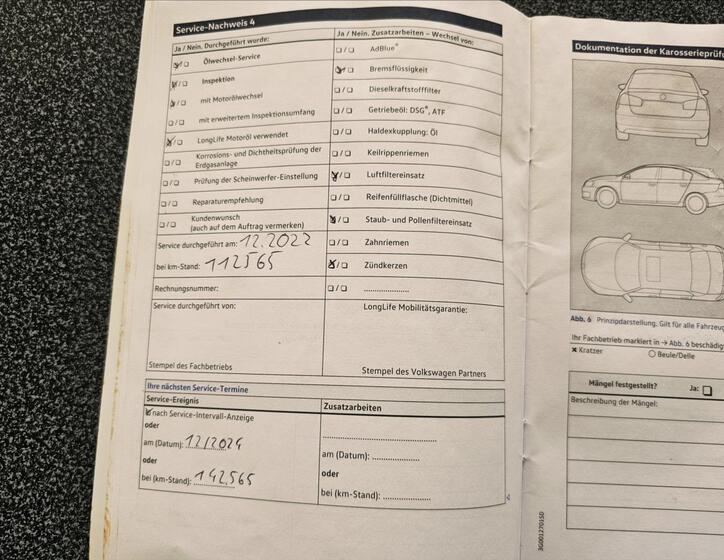 Service-Nachweis 4
Ja / Nein. Durchgeführt wurde:
Ölwechsel-Service
Inspektion
mit Motorölwechsel
mit erweitertem Inspektionsumfang
LongLife Motoröl verwendet
Korrosions- und Dichtheitsprüfung der
Erdgasanlage
Prüfung der Scheinwerfer-Einstellung
Reparaturempfehlung
Kundenwunsch
(auch auf dem Auftrag vermerken)
Service durchgeführt am: 12.2022
bei km-Stand: 112565
Rechnungsnummer:
Service durchgeführt von:
Stempel des Fachbetriebs
Ja / Nein. Zusatzarbeiten – Wechsel von:
AdBlue®
Bremsflüssigkeit
Dieselkraftstofffilter
Getriebeöl: DSG®, ATF
Haldexkupplung: Öl
Keilrippenriemen
Luftfiltereinsatz
Reifenfüllflasche (Dichtmittel)
Staub- und Pollenfiltereinsatz
Zahnriemen
Zündkerzen
LongLife Mobilitätsgarantie:
Stempel des Volkswagen Partners
Ihre nächsten Service-Termine
Service-Ereignis
nach Service-Intervall-Anzeige
oder
am (Datum): 12/2024
oder
bei (km-Stand): 142.565
Zusatzarbeiten
am (Datum):
oder
bei (km-Stand):
Dokumentation der Karosserieprüfu
Abb. 6 Prinzipdarstellung. Gilt für alle Fahrzeug
Ihr Fachbetrieb markiert in → Abb. 6 beschädig
Kratzer
Beule/Delle
Mängel festgestellt? Ja:
Beschreibung der Mängel:
3G0012701SD